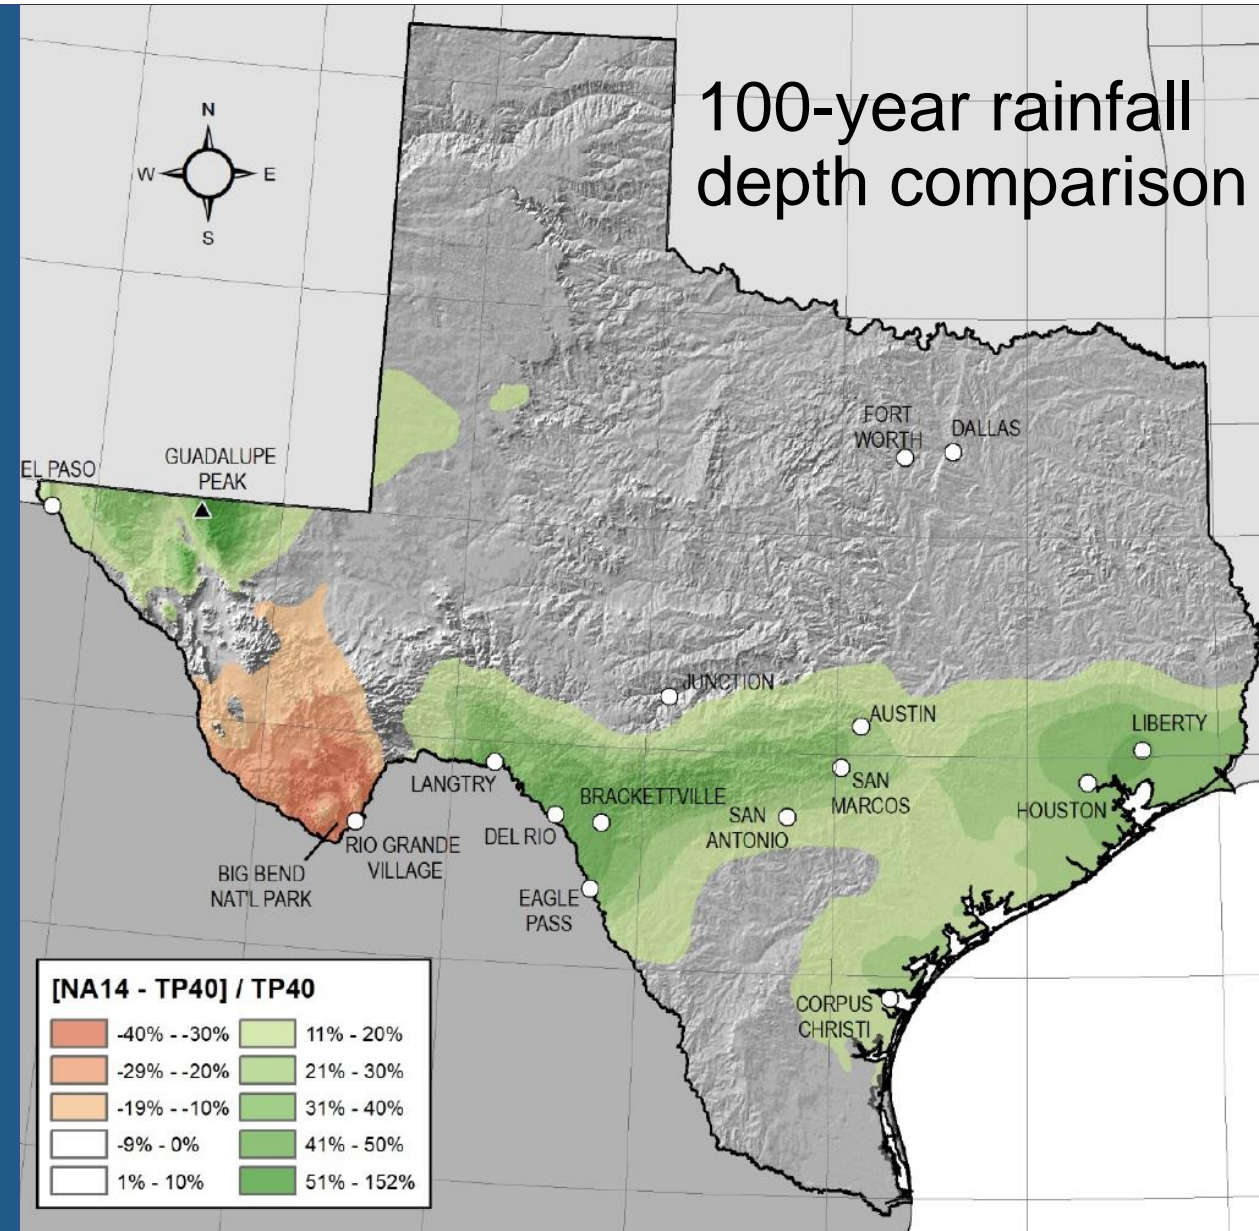 100-year rainfall
depth comparison
N
W
E
S
FORT
WORTH
DALLAS
EL PASO
GUADALUPE
PEAK
JUNCTION
AUSTIN
LIBERTY
LANGTRY
BRACKETTVILLE
SAN
MARCOS
HOUSTON
SAN
ANTONIO
DEL RIO
RIO GRANDE
VILLAGE
BIG BEND
NAT'L PARK
EAGLE
PASS
CORPUS
CHRISTI
[NA14 - TP40] / TP40
-40% - -30%
11% - 20%
-29% - -20%
21% - 30%
-19% - -10%
31% - 40%
-9% - 0%
41% - 50%
1% - 10%
51% - 152%